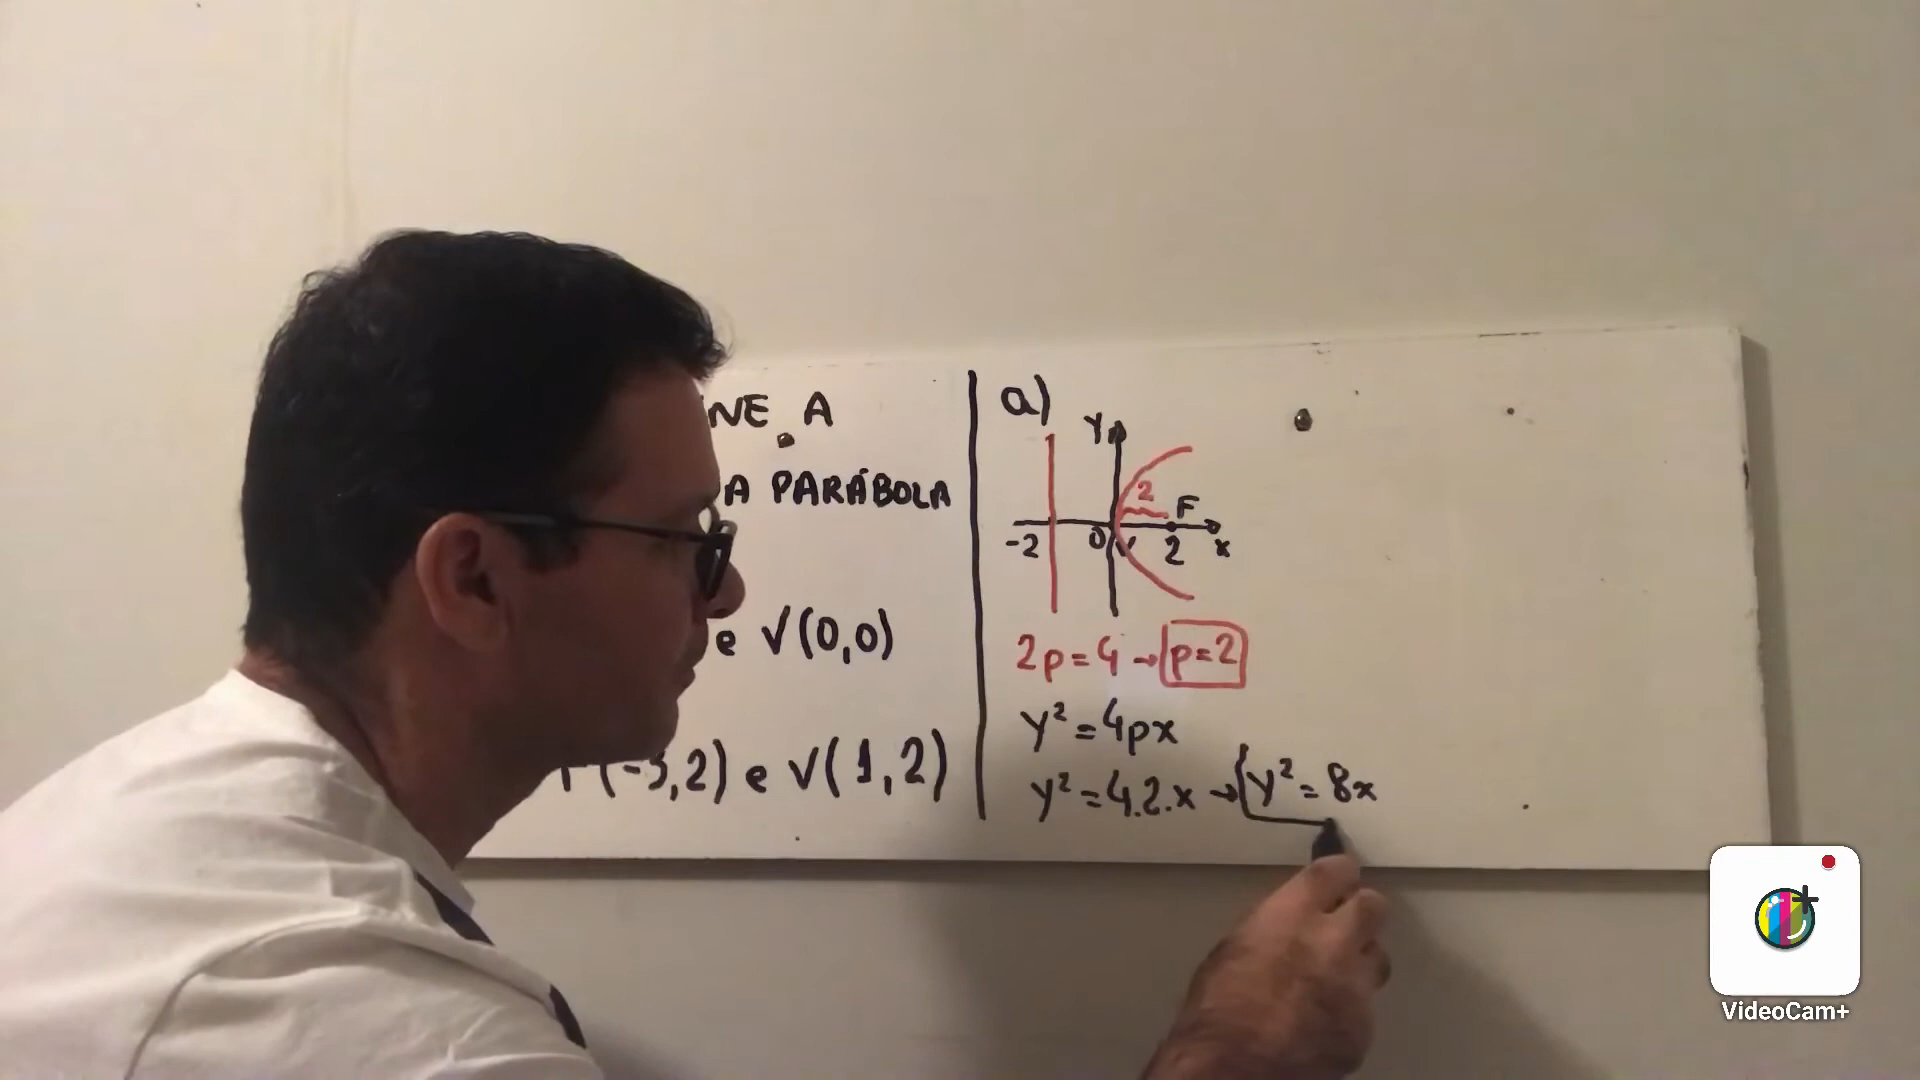 A
A PARÁBOLA
e V(0,0)
(-3,2) e V(1,2)
a)
Y
2
F
-2
0
V
2
x
2p=4→p=2
y²=4px
y²=4.2.x→y²=8x
VideoCam+